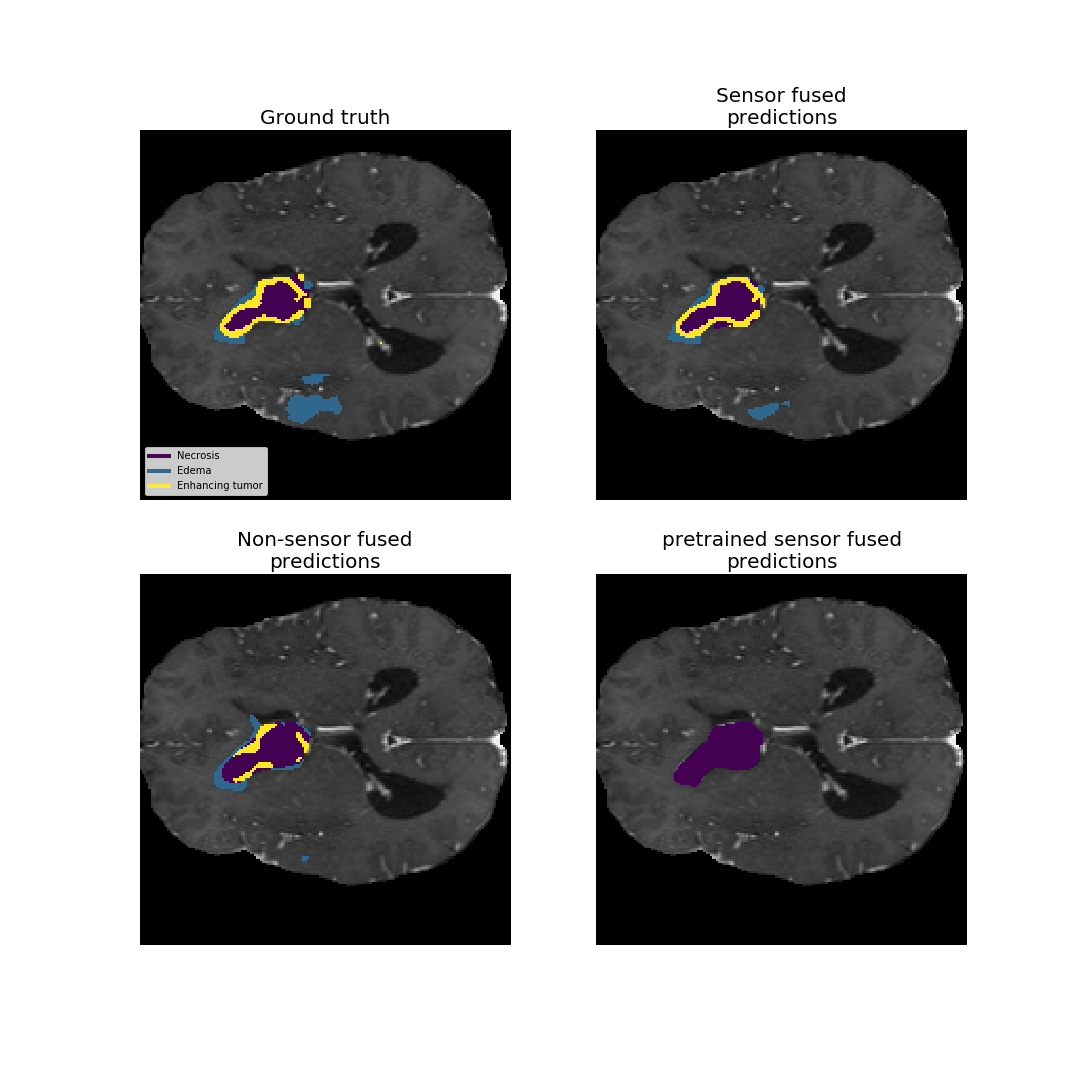 Ground truth
Sensor fused
predictions
Necrosis
Edema
Enhancing tumor
Non-sensor fused
predictions
pretrained sensor fused
predictions